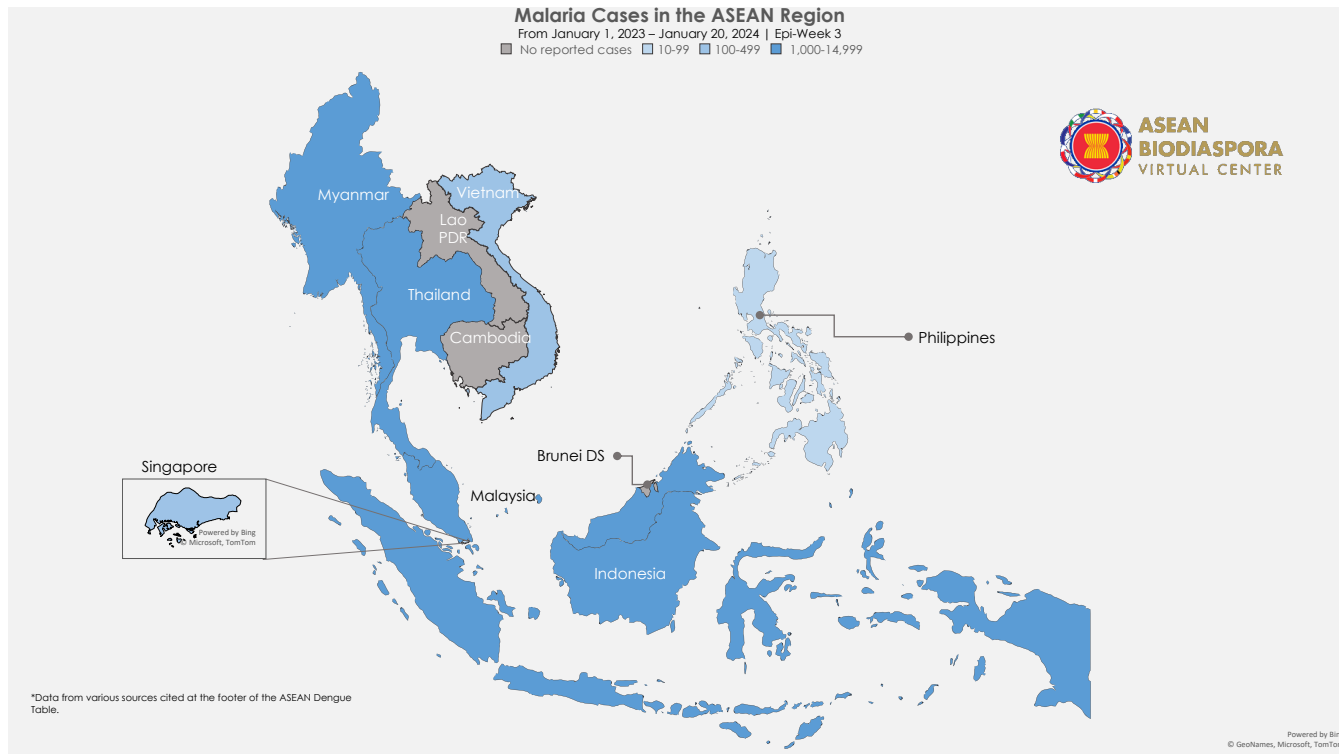 Malaria Cases in the ASEAN Region
From January 1, 2023 – January 20, 2024 | Epi-Week 3
No reported cases 10-99 100-499 1,000-14,999
ASEAN
BIODIASPORA
VIRTUAL CENTER
Myanmar
Vietnam
Lao
PDR
Thailand
Cambodia
Philippines
Brunei DS
Singapore
Powered by Bing
© Microsoft, TomTom
Malaysia
Indonesia
*Data from various sources cited at the footer of the ASEAN Dengue
Table.
Powered by
© GeoNames, Microsoft,